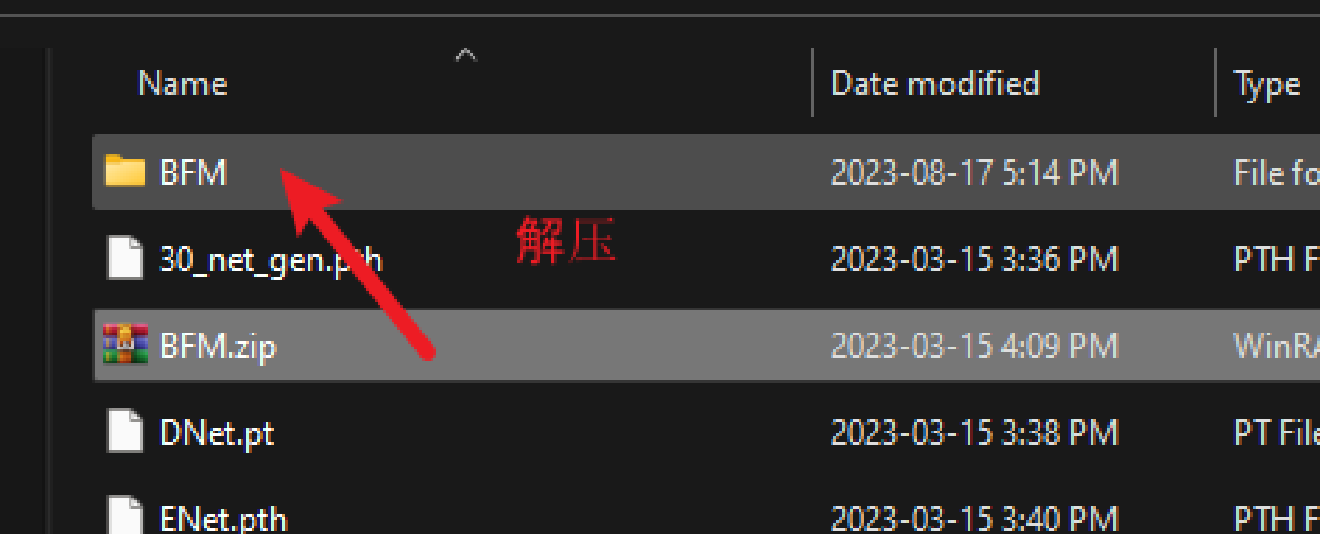 Name Date modified Type
BFM 2023-08-17 5:14 PM File fo
解压
30_net_gen.pth 2023-03-15 3:36 PM PTH F
BFM.zip 2023-03-15 4:09 PM WinRA
DNet.pt 2023-03-15 3:38 PM PT File
ENet.pth 2023-03-15 3:40 PM PTH F